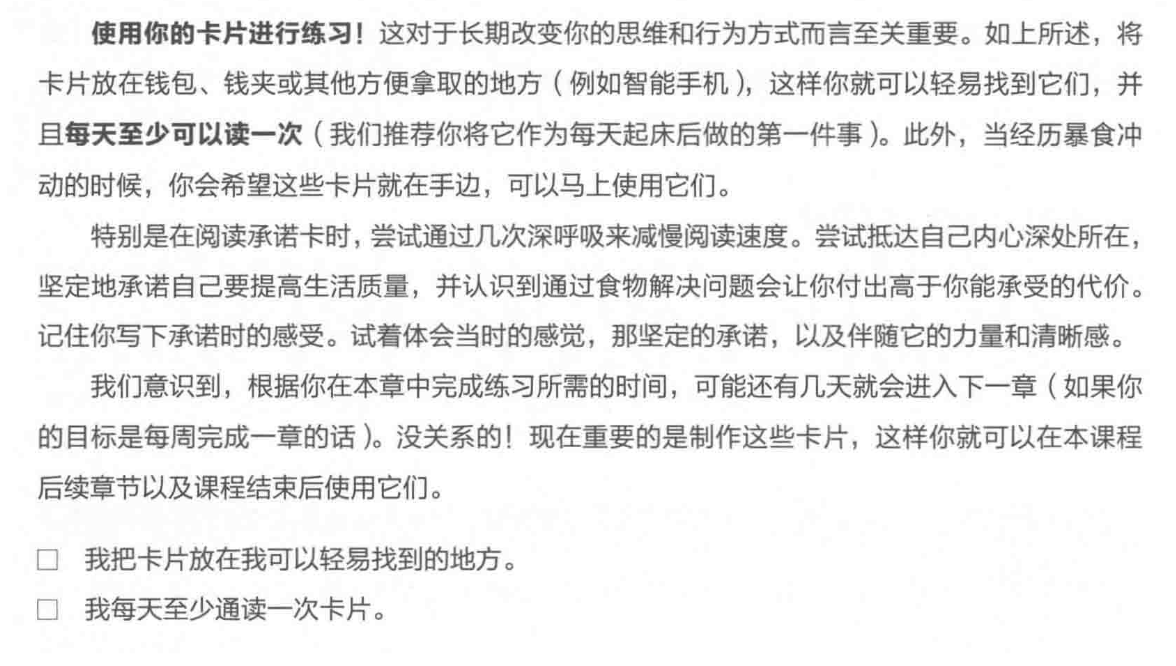 使用你的卡片进行练习！这对于长期改变你的思维和行为方式而言至关重要。如上所述，将
卡片放在钱包、钱夹或其他方便拿取的地方（例如智能手机），这样你就可以轻易找到它们，并
且每天至少可以读一次（我们推荐你将它作为每天起床后做的第一件事）。此外，当经历暴食冲
动的时候，你会希望这些卡片就在手边，可以马上使用它们。
特别是在阅读承诺卡时，尝试通过几次深呼吸来减慢阅读速度。尝试抵达自己内心深处所在，
坚定地承诺自己要提高生活质量，并认识到通过食物解决问题会让你付出高于你能承受的代价。
记住你写下承诺时的感受。试着体会当时的感觉，那坚定的承诺，以及伴随它的力量和清晰感。
我们意识到，根据你在本章中完成练习所需的时间，可能还有几天就会进入下一章（如果你
的目标是每周完成一章的话）。没关系的！现在重要的是制作这些卡片，这样你就可以在本课程
后续章节以及课程结束后使用它们。
□ 我把卡片放在我可以轻易找到的地方。
□ 我每天至少通读一次卡片。